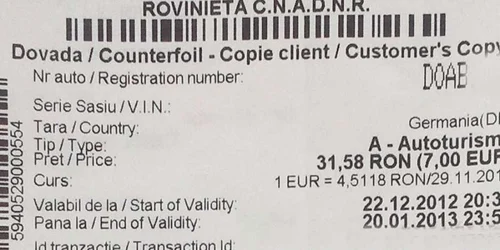 ROVINIETA C.N.A.D.N.R.
Dovada / Counterfoil - Copie client / Customer's Copy
Nr auto / Registration number: DOAB
Serie Sasiu / V.I.N.:
Tara / Country: Germania(D
Tip / Type: A - Autoturism
Pret / Price: 31,58 RON (7,00 EUR
Curs: 1 EUR = 4,5118 RON/29.11.201
Valabil de la / Start of Validity: 22.12.2012 20:3
Pana la / End of Validity: 20.01.2013 23:5
Id tranzactie / Transaction Id:
5940529000554